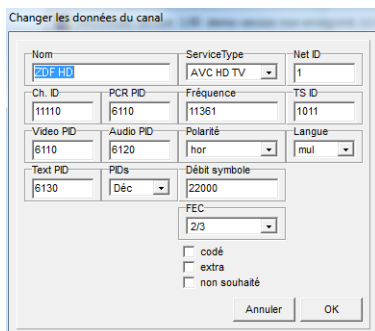 Changer les données du canal
Nom ServiceType Net ID
ZDF HD AVC HD TV 1
Ch. ID PCR PID Fréquence TS ID
11110 6110 11361 1011
Video PID Audio PID Polarité Langue
6110 6120 hor mul
Text PID PIDs Débit symbole
6130 Déc 22000
FEC
2/3
codé
extra
non souhaité
Annuler OK